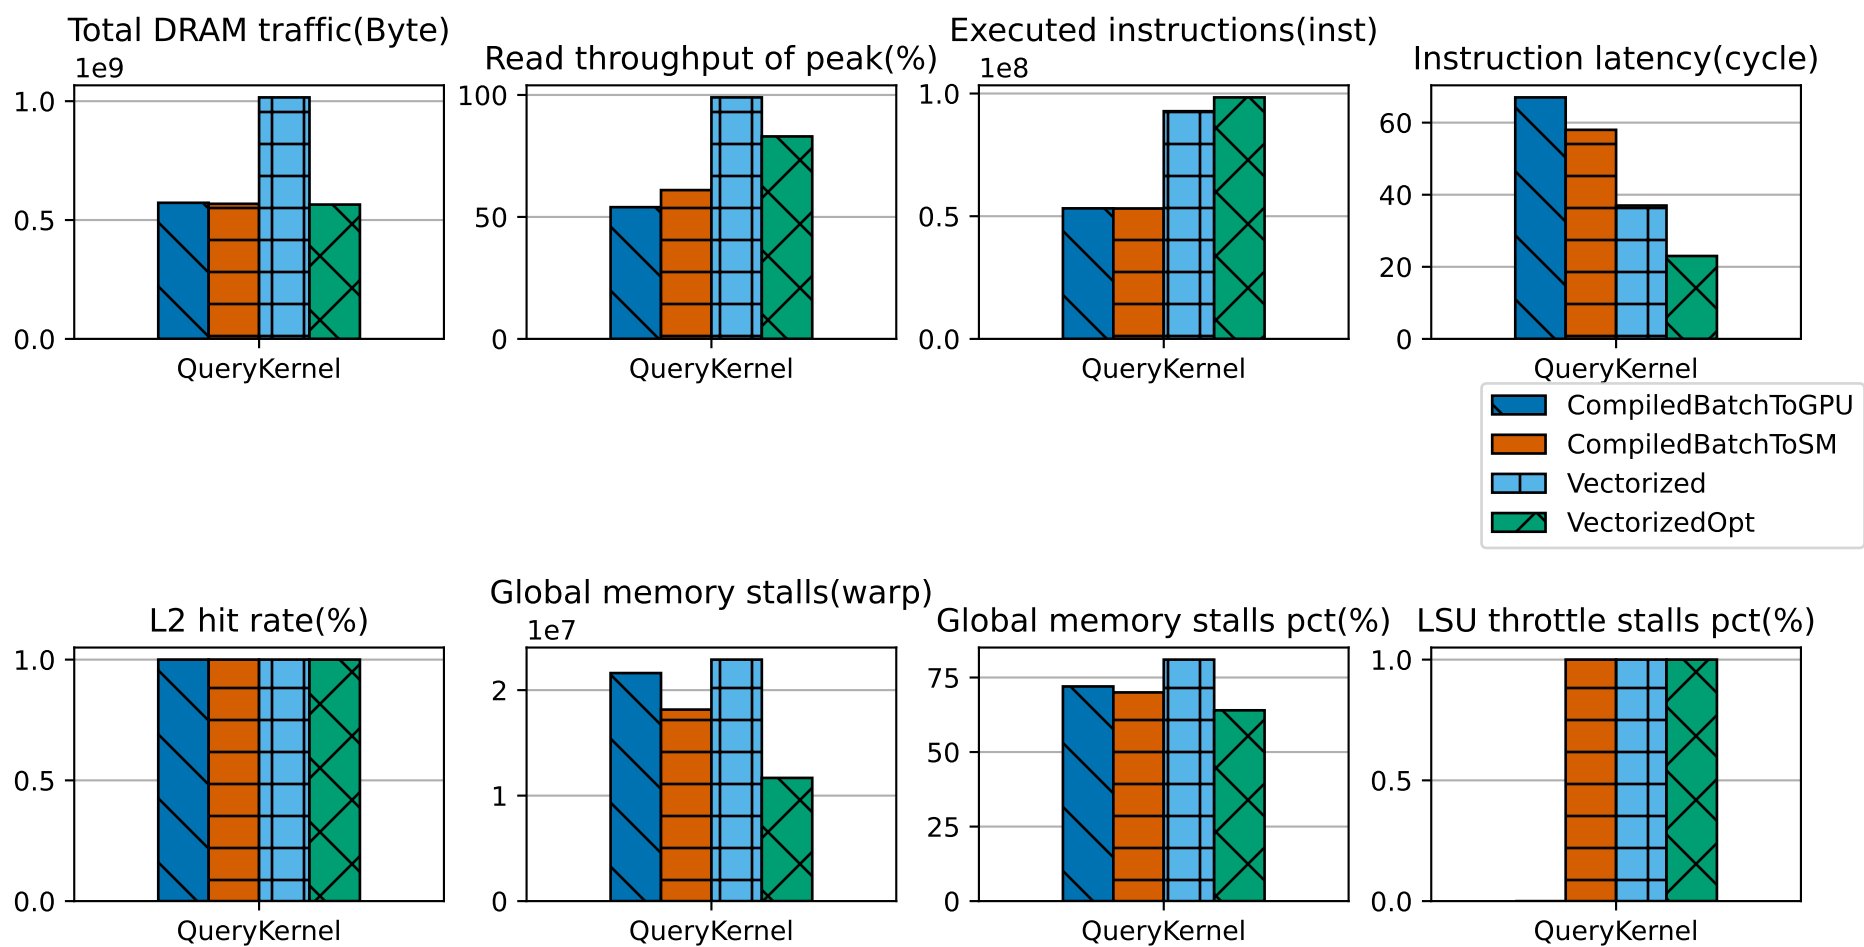 Total DRAM traffic(Byte)
1e9
1.0
0.5
0.0
QueryKernel
Read throughput of peak(%)
100
50
0
QueryKernel
Executed instructions(inst)
1e8
1.0
0.5
0.0
QueryKernel
Instruction latency(cycle)
60
40
20
0
QueryKernel
CompiledBatchToGPU
CompiledBatchToSM
Vectorized
VectorizedOpt
L2 hit rate(%)
1.0
0.5
0.0
QueryKernel
Global memory stalls(warp)
1e7
2
1
0
QueryKernel
Global memory stalls pct(%)
75
50
25
0
QueryKernel
LSU throttle stalls pct(%)
1.0
0.5
0.0
QueryKernel